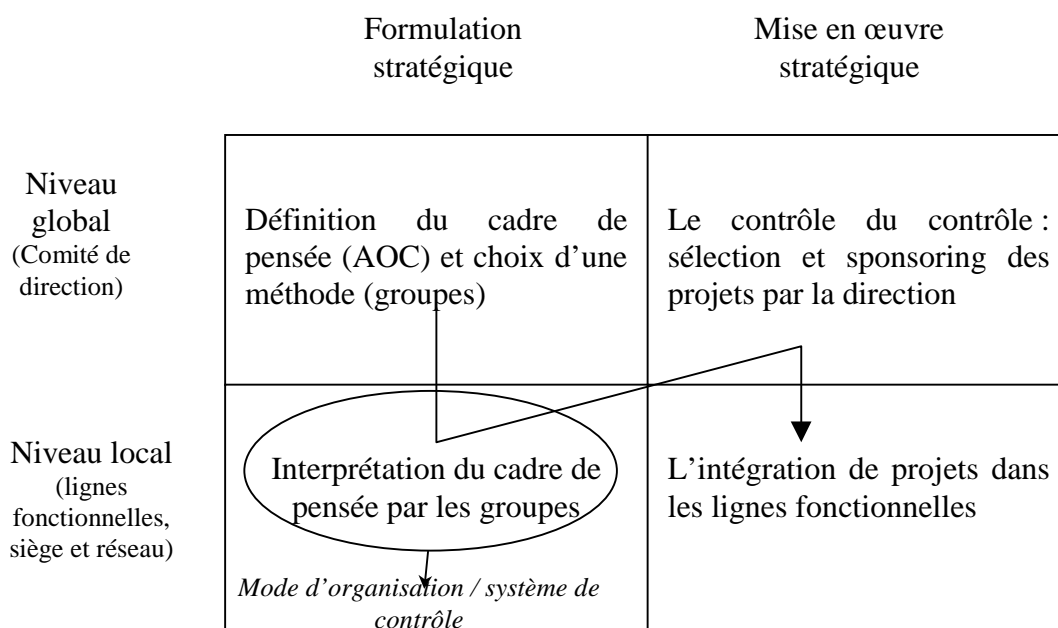 Formulation
stratégique
Mise en œuvre
stratégique
Niveau
global
(Comité de
direction)
Définition du cadre de
pensée (AOC) et choix d’une
méthode (groupes)
Le contrôle du contrôle :
sélection et sponsoring des
projets par la direction
Niveau local
(lignes
fonctionnelles,
siège et réseau)
Interprétation du cadre de
pensée par les groupes
Mode d’organisation / système de
contrôle
L’intégration de projets dans
les lignes fonctionnelles